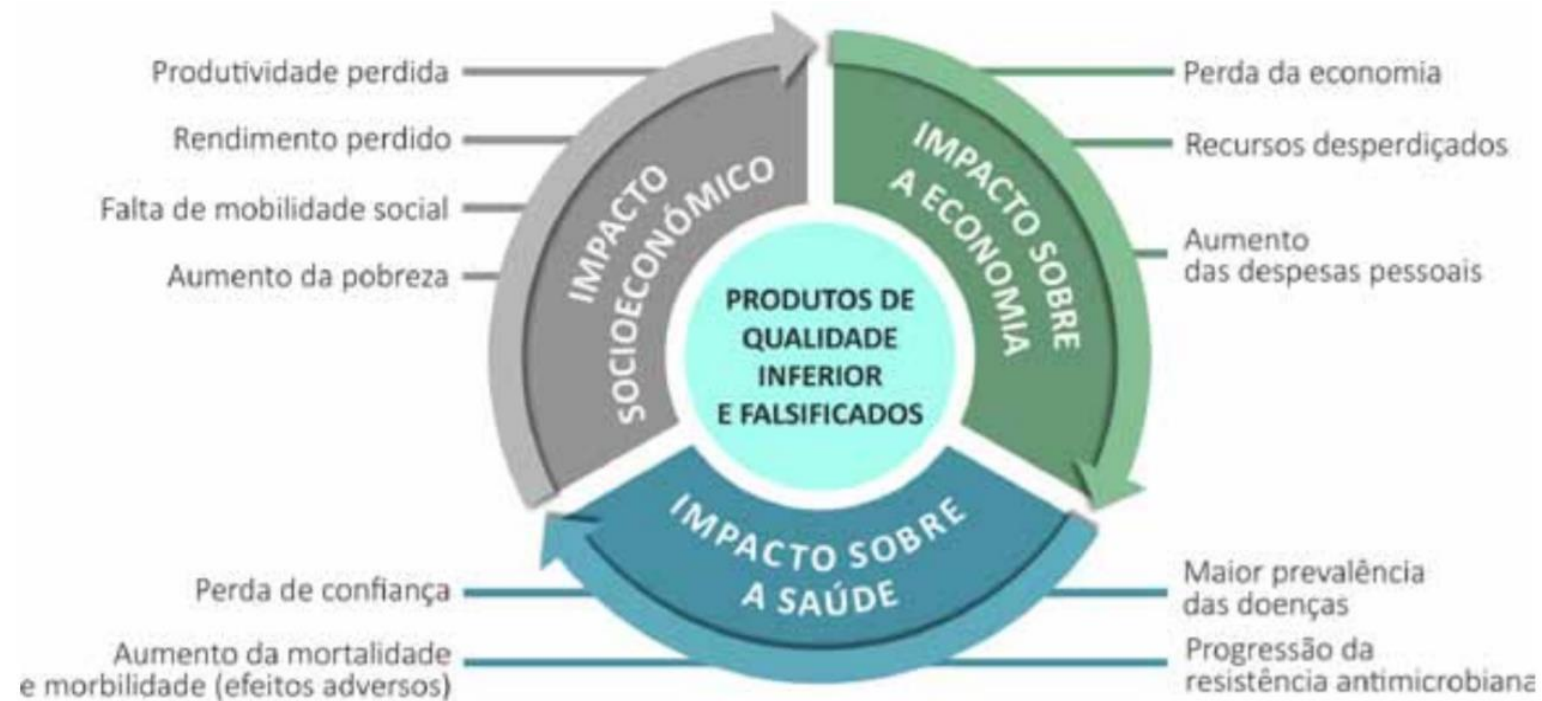 Produtividade perdida
Rendimento perdido
Falta de mobilidade social
Aumento da pobreza
IMPACTO
SOCIOECONÓMICO
IMPACTO SOBRE
A ECONOMIA
Perda da economia
Recursos desperdiçados
Aumento
das despesas pessoais
PRODUTOS DE
QUALIDADE
INFERIOR
E FALSIFICADOS
IMPACTO SOBRE
A SAÚDE
Perda de confiança
Aumento da mortalidade
e morbilidade (efeitos adversos)
Maior prevalência
das doenças
Progressão da
resistência antimicrobiana